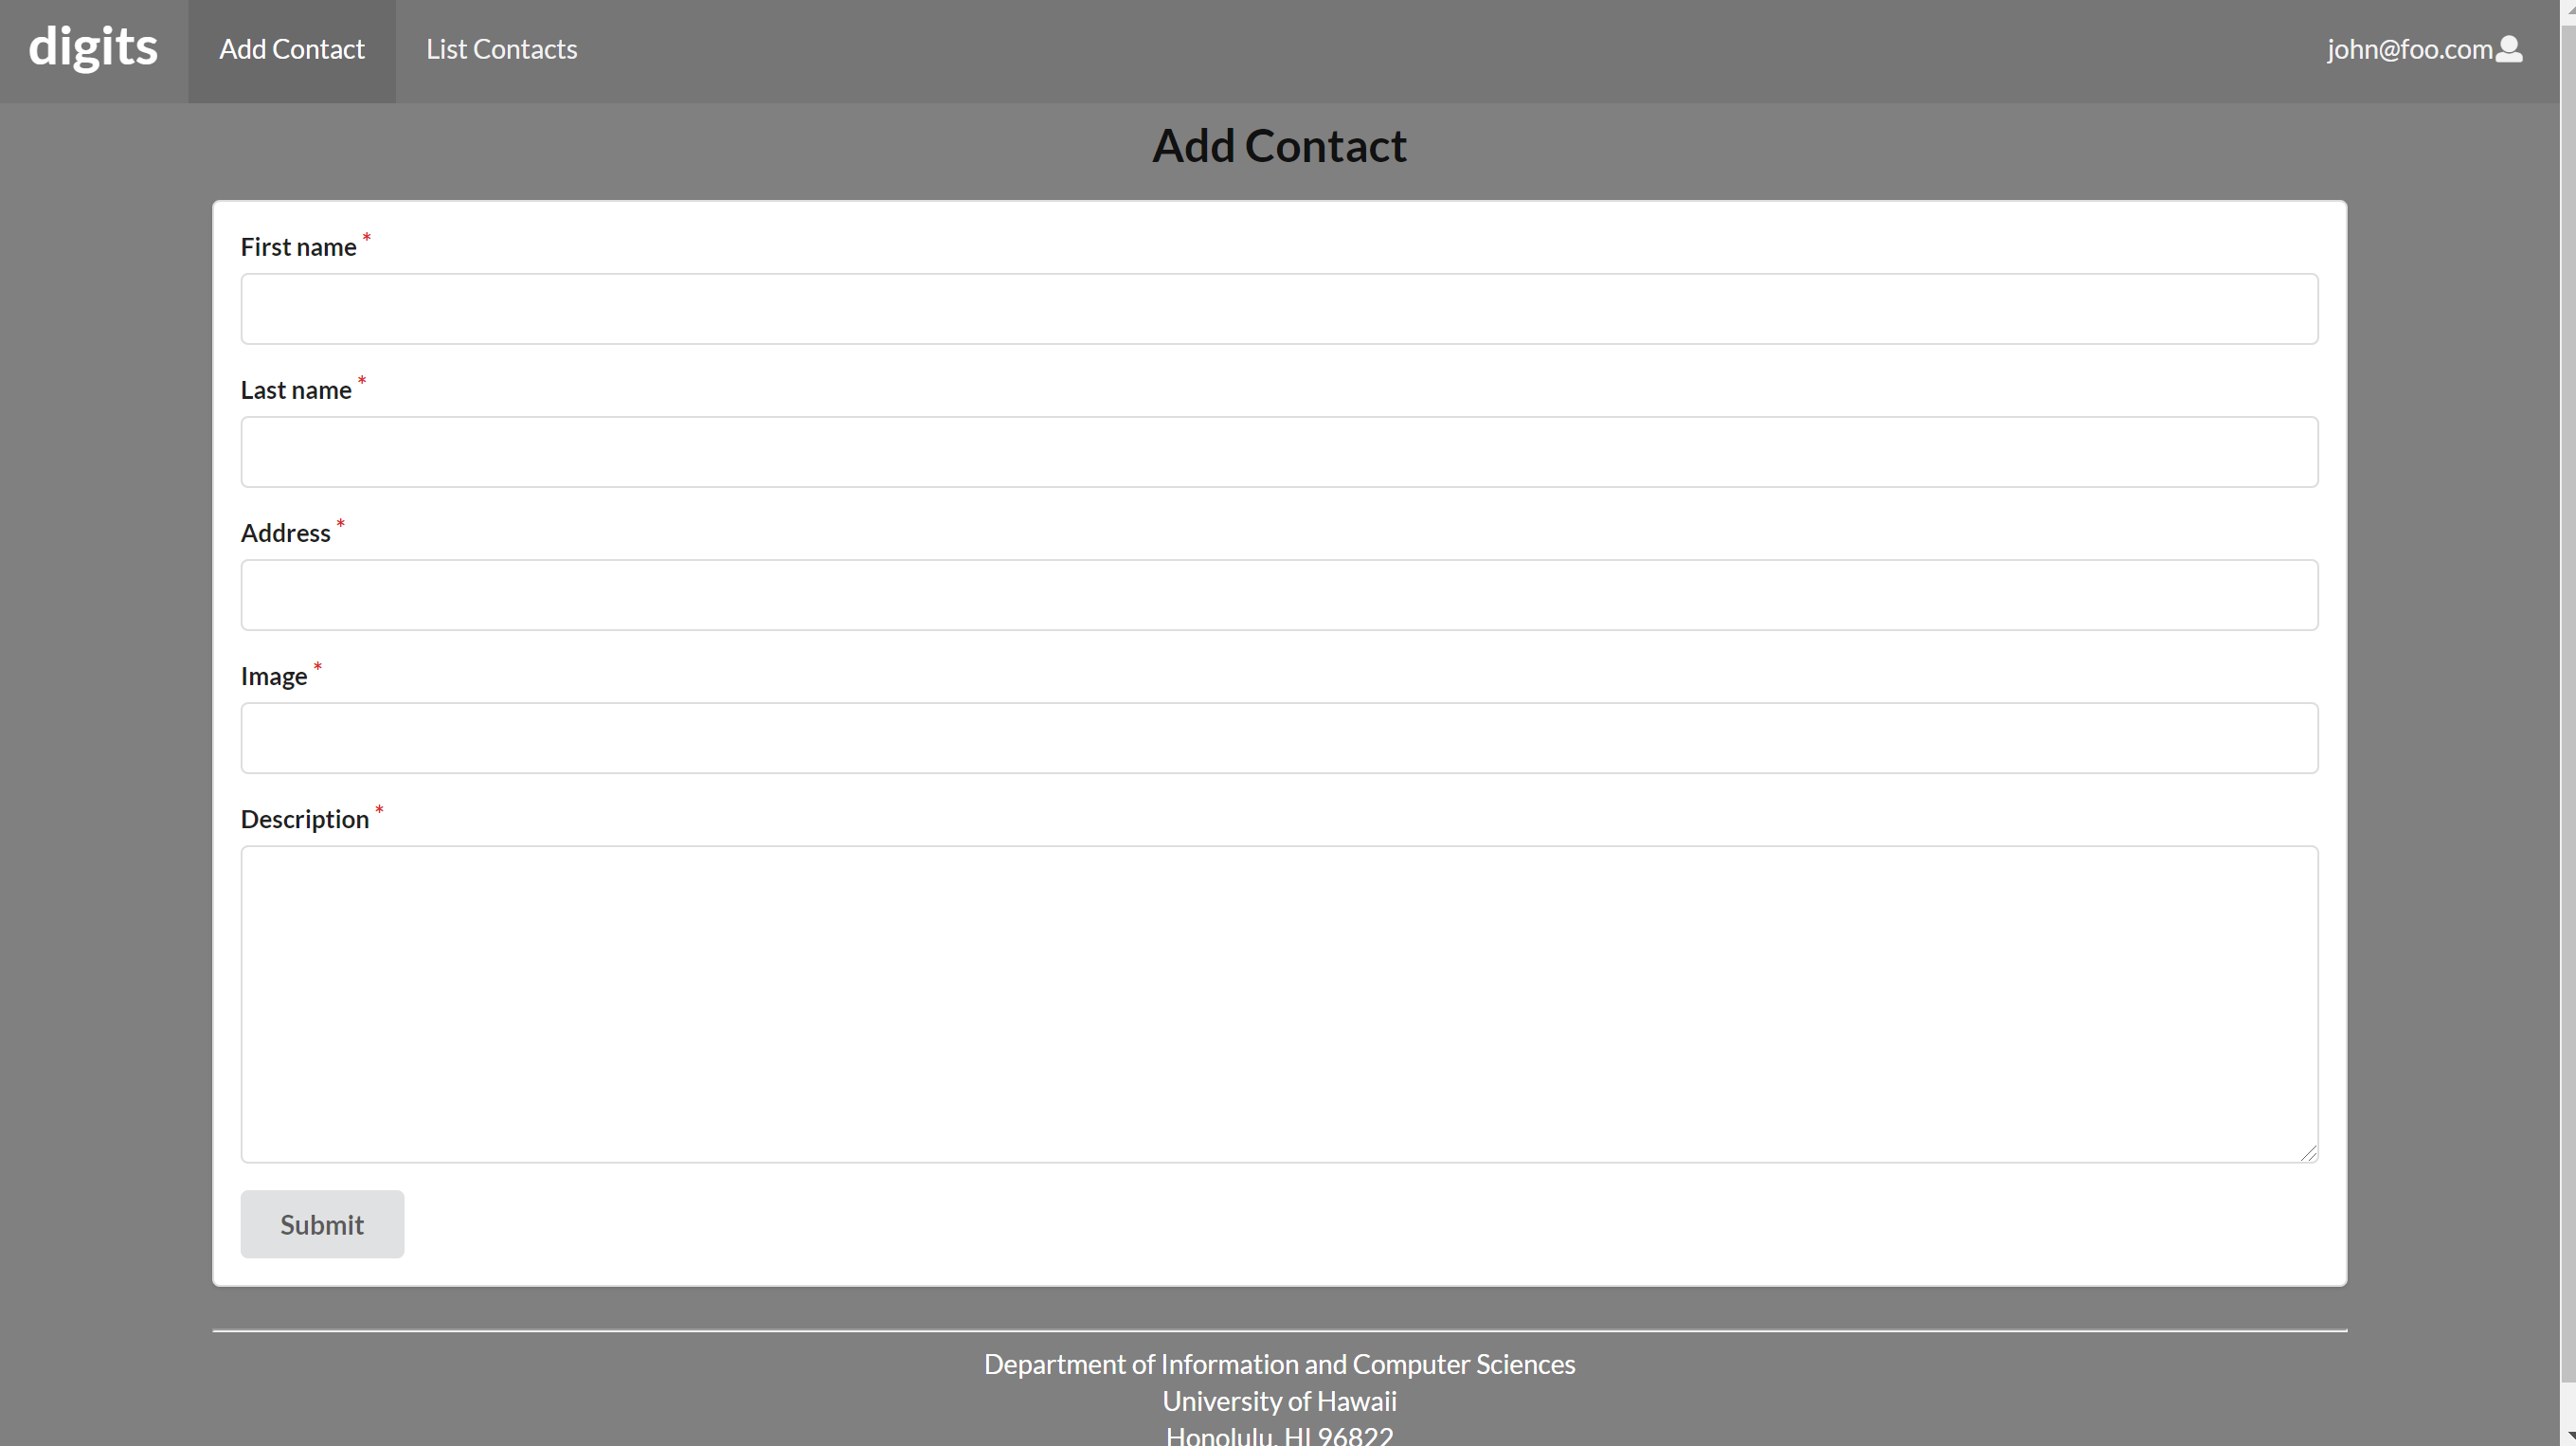 digits
Add Contact
List Contacts
john@foo.com
Add Contact
First name *
Last name *
Address *
Image *
Description *
Submit
Department of Information and Computer Sciences
University of Hawaii
Honolulu, HI 96822